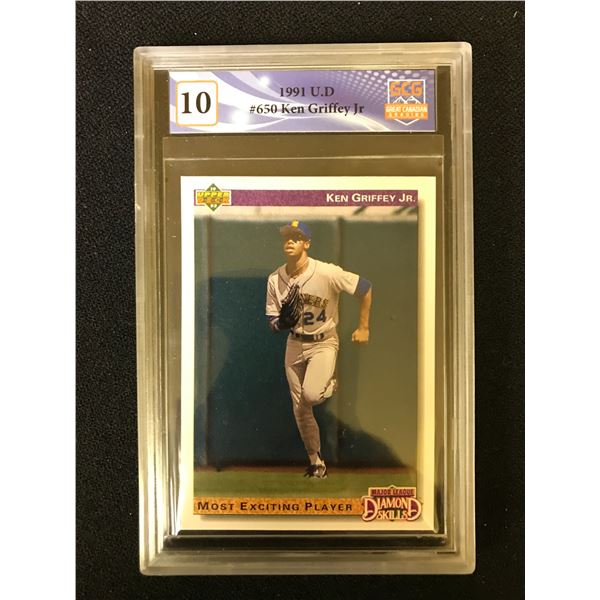 10
1991 U.D
#650 Ken Griffey Jr
GCG
GREAT CANADIAN
GRADING
UPPER
DECK
KEN GRIFFEY JR.
24
MOST EXCITING PLAYER
MAJOR LEAGUE
DIAMOND
SKILLS